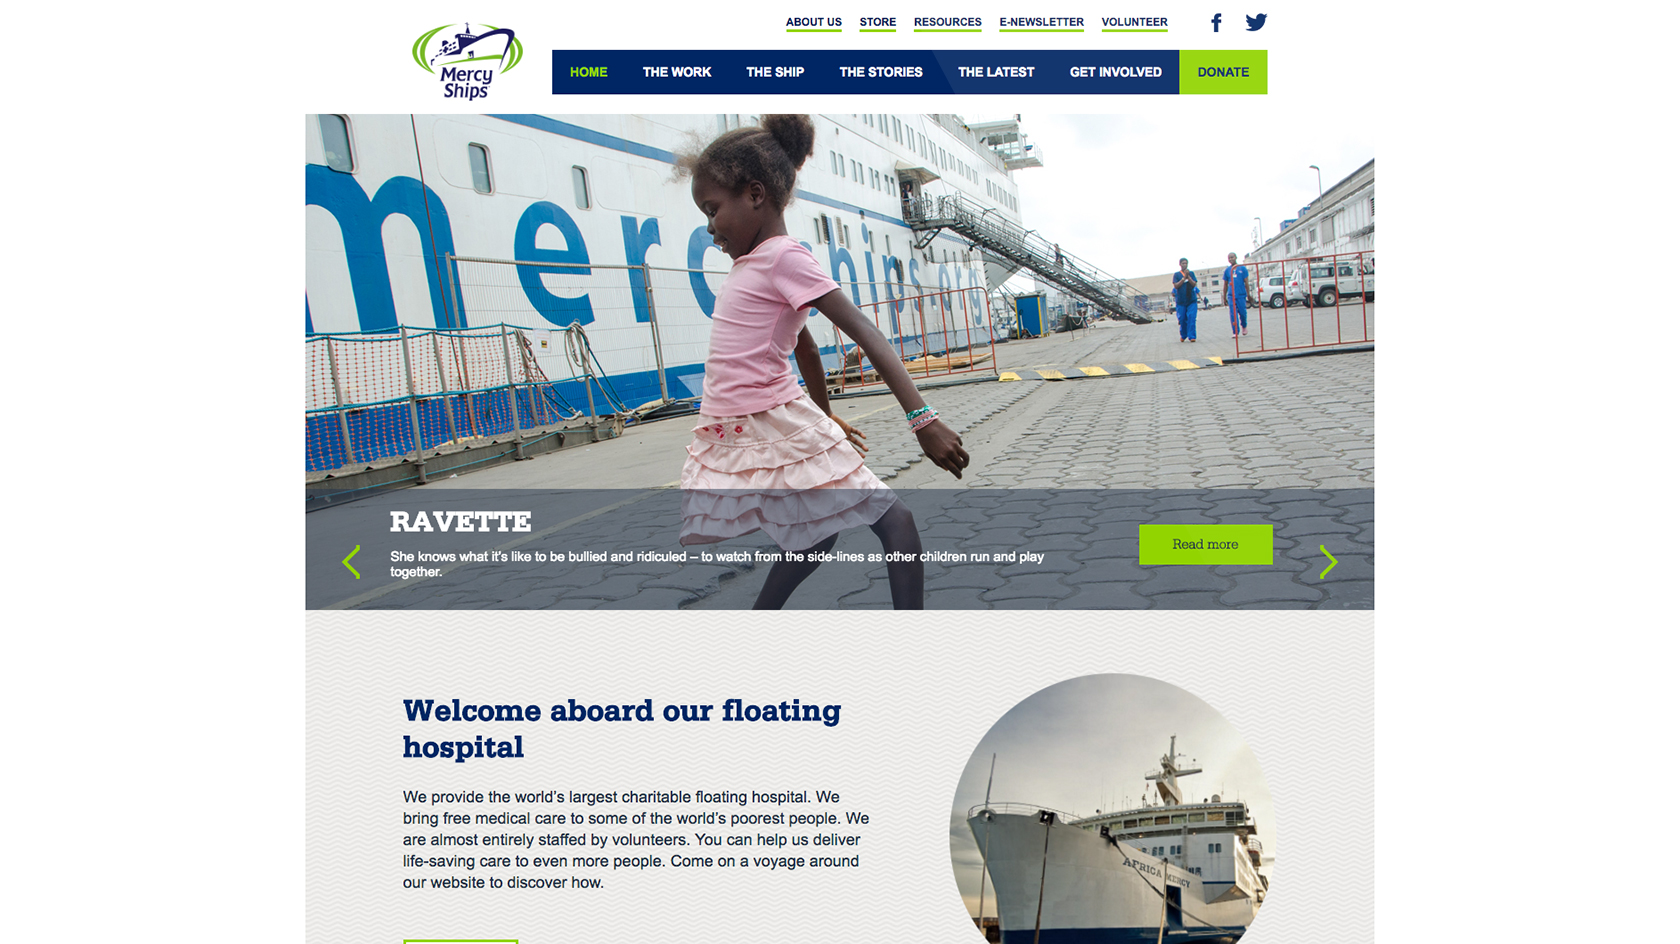 ABOUT US STORE RESOURCES E-NEWSLETTER VOLUNTEER
Mercy
Ships
HOME THE WORK THE SHIP THE STORIES THE LATEST GET INVOLVED DONATE
mercyships.org
RAVETTE
She knows what it's like to be bullied and ridiculed – to watch from the side-lines as other children run and play
together.
Read more
Welcome aboard our floating
hospital
We provide the world's largest charitable floating hospital. We
bring free medical care to some of the world's poorest people. We
are almost entirely staffed by volunteers. You can help us deliver
life-saving care to even more people. Come on a voyage around
our website to discover how.
AFRICA MERCY